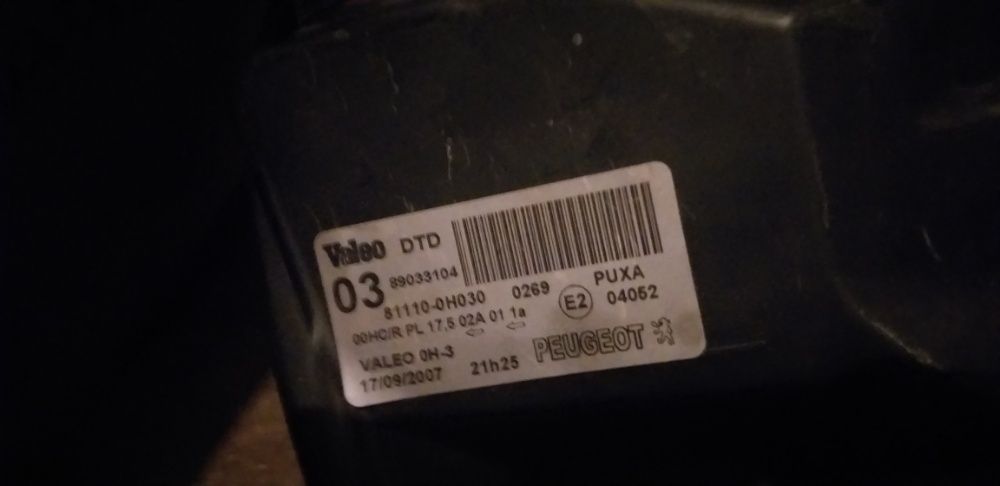 Valeo DTD
03 89033104
81110-0H030 0269 PUXA
00HC/R PL 17,5 02A 01 1a E2 04052
VALEO 0H-3 PEUGEOT
17/09/2007 21h25